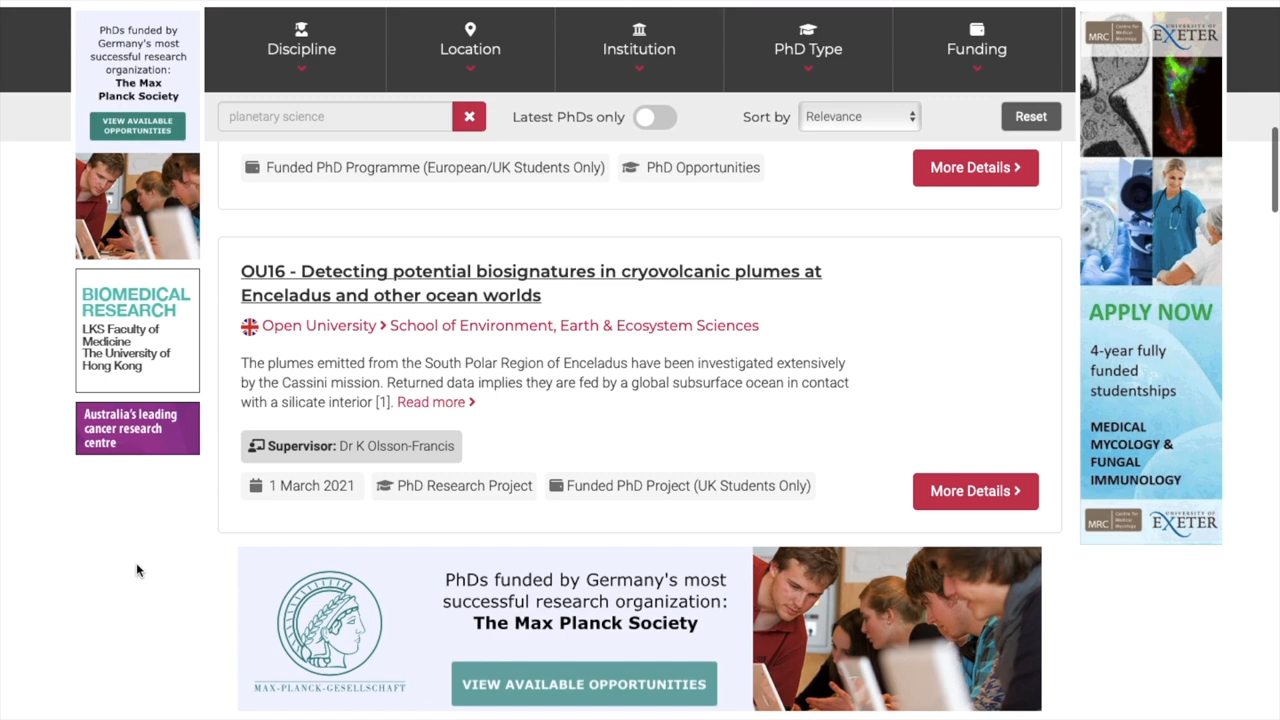 PhDs funded by
Germany's most
successful research
organization:
The Max
Planck Society
VIEW AVAILABLE
OPPORTUNITIES
BIOMEDICAL
RESEARCH
LKS Faculty of
Medicine
The University of
Hong Kong
Australia's leading
cancer research
centre
Discipline
Location
Institution
PhD Type
Funding
planetary science
Latest PhDs only
Sort by
Relevance
Reset
Funded PhD Programme (European/UK Students Only)
PhD Opportunities
More Details
OU16 - Detecting potential biosignatures in cryovolcanic plumes at
Enceladus and other ocean worlds
Open University > School of Environment, Earth & Ecosystem Sciences
The plumes emitted from the South Polar Region of Enceladus have been investigated extensively
by the Cassini mission. Returned data implies they are fed by a global subsurface ocean in contact
with a silicate interior [1]. Read more
Supervisor: Dr K Olsson-Francis
1 March 2021
PhD Research Project
Funded PhD Project (UK Students Only)
More Details
PhDs funded by Germany's most
successful research organization:
The Max Planck Society
VIEW AVAILABLE OPPORTUNITIES
MAX-PLANCK-GESELLSCHAFT
MRC
Centre for
Medical
Mycology
UNIVERSITY OF
EXETER
APPLY NOW
4-year fully
funded
studentships
MEDICAL
MYCOLOGY &
FUNGAL
IMMUNOLOGY
MRC
Centre for
Medical
Mycology
UNIVERSITY OF
EXETER